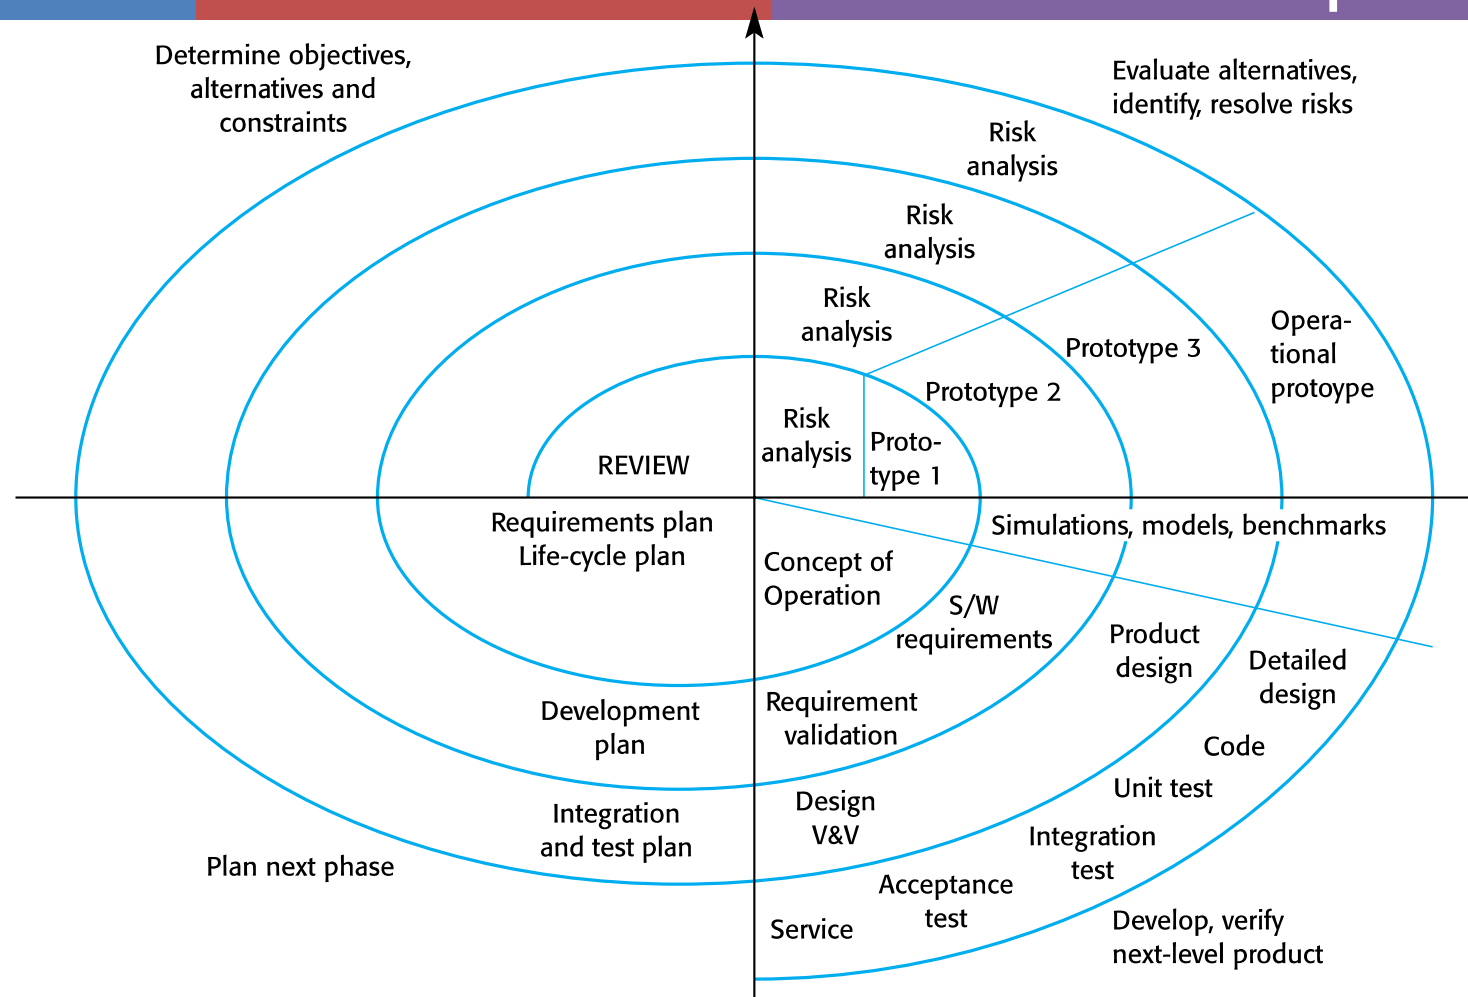 Determine objectives,
alternatives and
constraints
Evaluate alternatives,
identify, resolve risks
Risk
analysis
Risk
analysis
Risk
analysis
Risk
analysis
Proto-
type 1
Prototype 2
Prototype 3
Opera-
tional
protoype
REVIEW
Requirements plan
Life-cycle plan
Simulations, models, benchmarks
Concept of
Operation
S/W
requirements
Product
design
Detailed
design
Development
plan
Requirement
validation
Code
Unit test
Integration
and test plan
Design
V&V
Integration
test
Plan next phase
Acceptance
test
Service
Develop, verify
next-level product